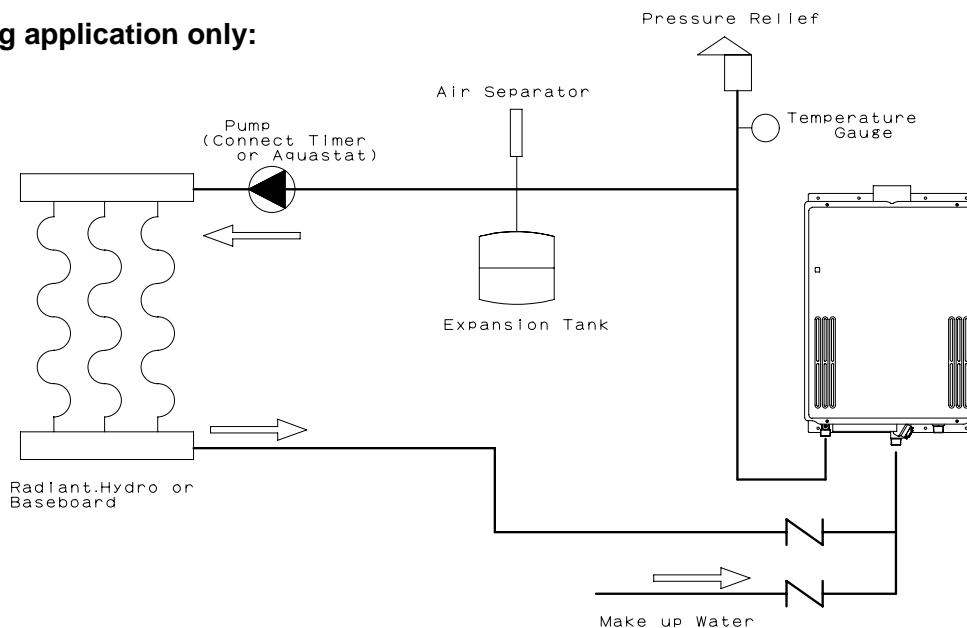 g application only:
Pressure Relief
Air Separator
Temperature
Gauge
Pump
(Connect Timer
or Aquastat)
Expansion Tank
Radiant.Hydro or
Baseboard
Make up Water